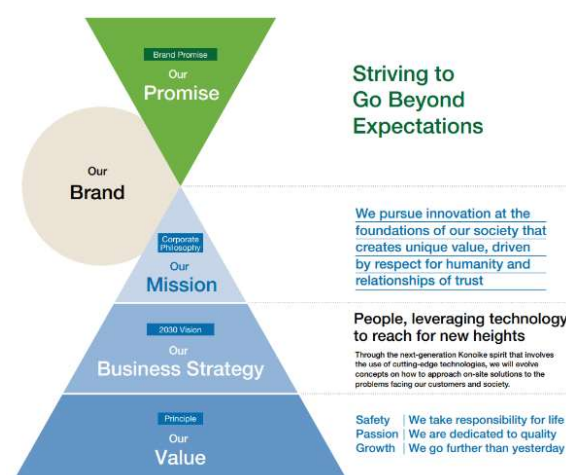 Brand Promise
Our
Promise
Striving to
Go Beyond
Expectations
Our
Brand
Corporate
Philosophy
Our
Mission
We pursue innovation at the
foundations of our society that
creates unique value, driven
by respect for humanity and
relationships of trust
2030 Vision
Our
Business Strategy
People, leveraging technology
to reach for new heights
Through the next-generation Konoike spirit that involves
the use of cutting-edge technologies, we will evolve
concepts on how to approach on-site solutions to the
problems facing our customers and society.
Principle
Our
Value
Safety | We take responsibility for life
Passion | We are dedicated to quality
Growth | We go further than yesterday